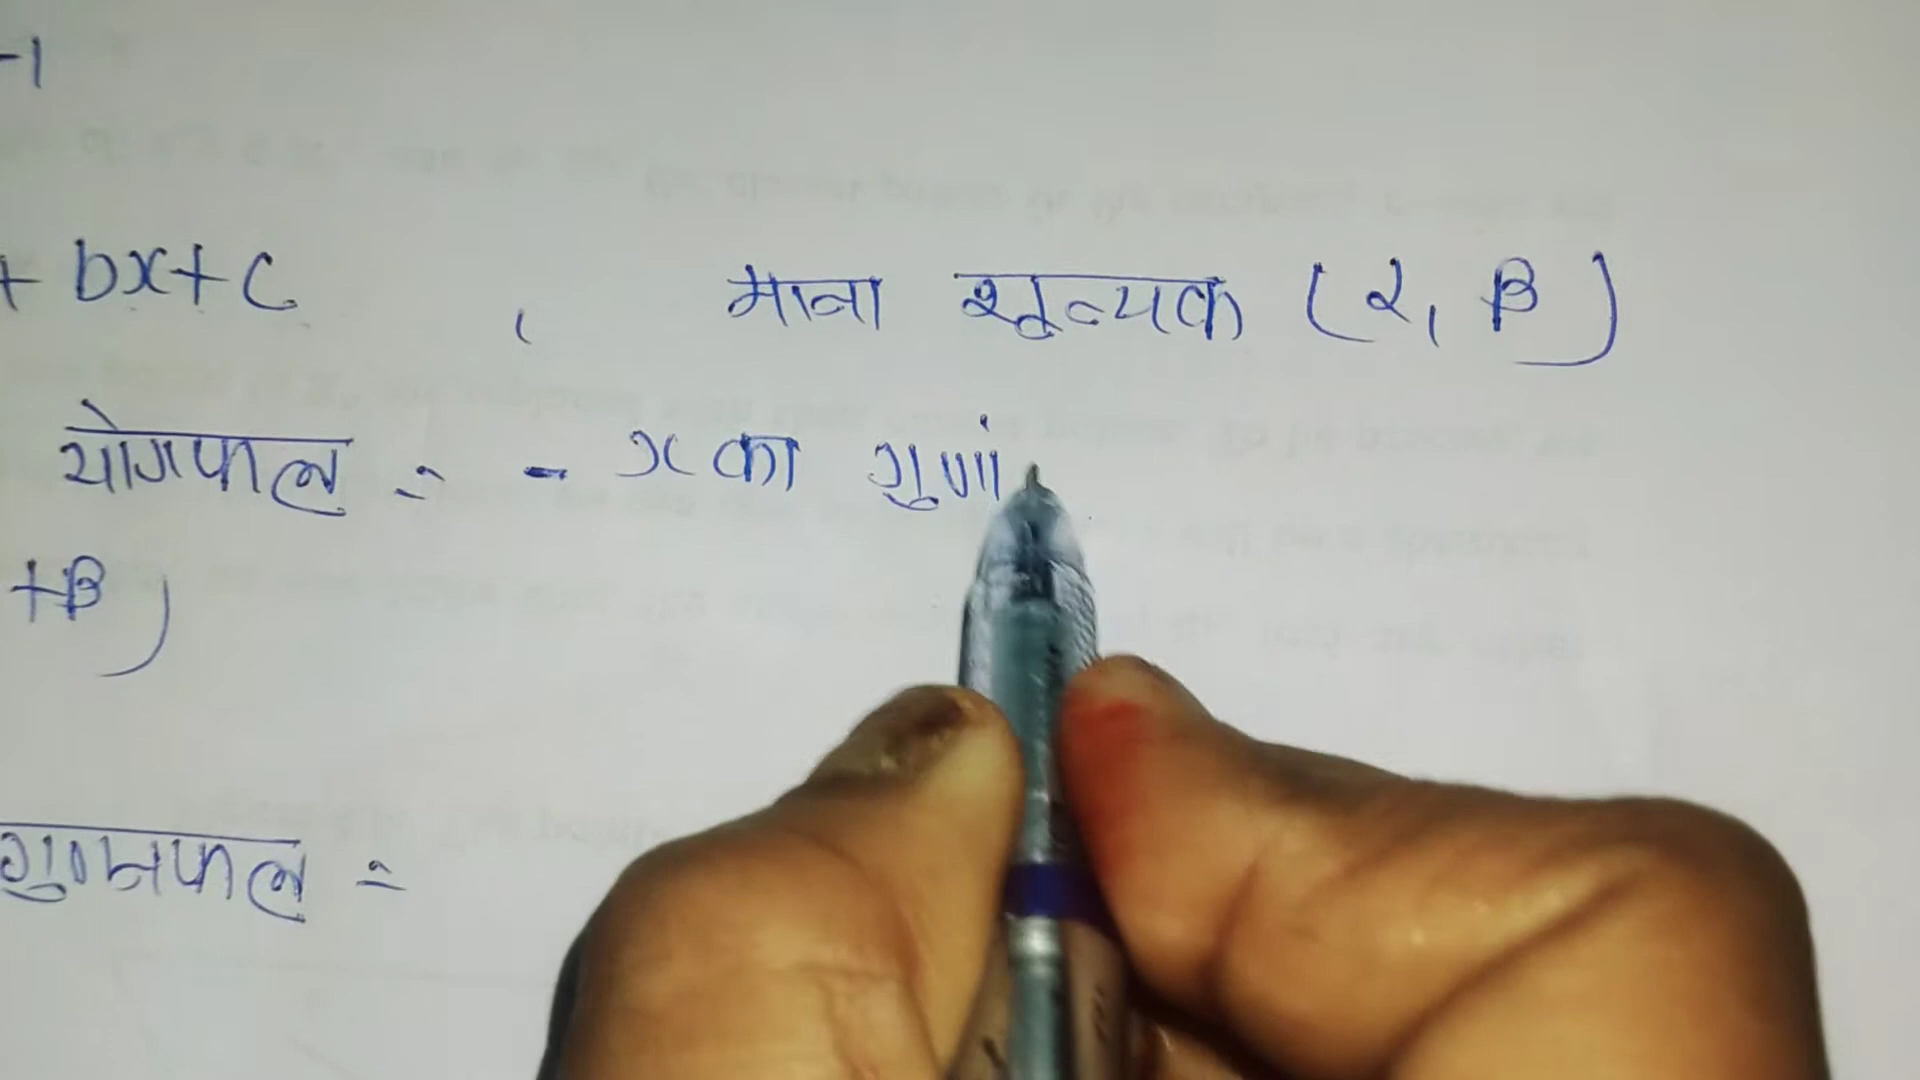 -1
+ bx+c , माना शून्यक (α, β)
योगफल = - x का गुणां
+β)
गुणनफल =